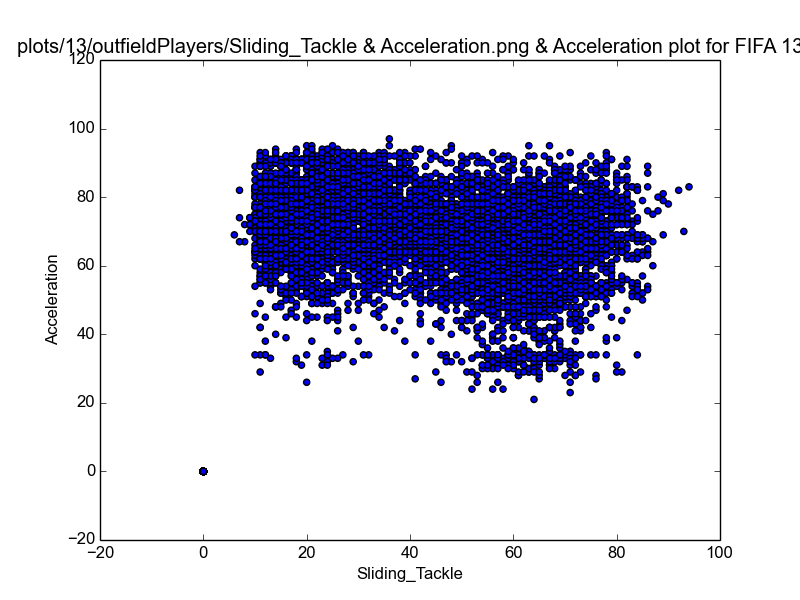 plots/13/outfieldPlayers/Sliding_Tackle & Acceleration.png & Acceleration plot for FIFA 13
120
100
80
60
40
20
0
−20
Acceleration
−20 0 20 40 60 80 100
Sliding_Tackle